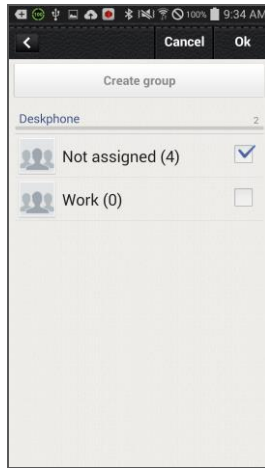 100% 9:34 AM
Cancel Ok
Create group
Deskphone 2
Not assigned (4)
Work (0)